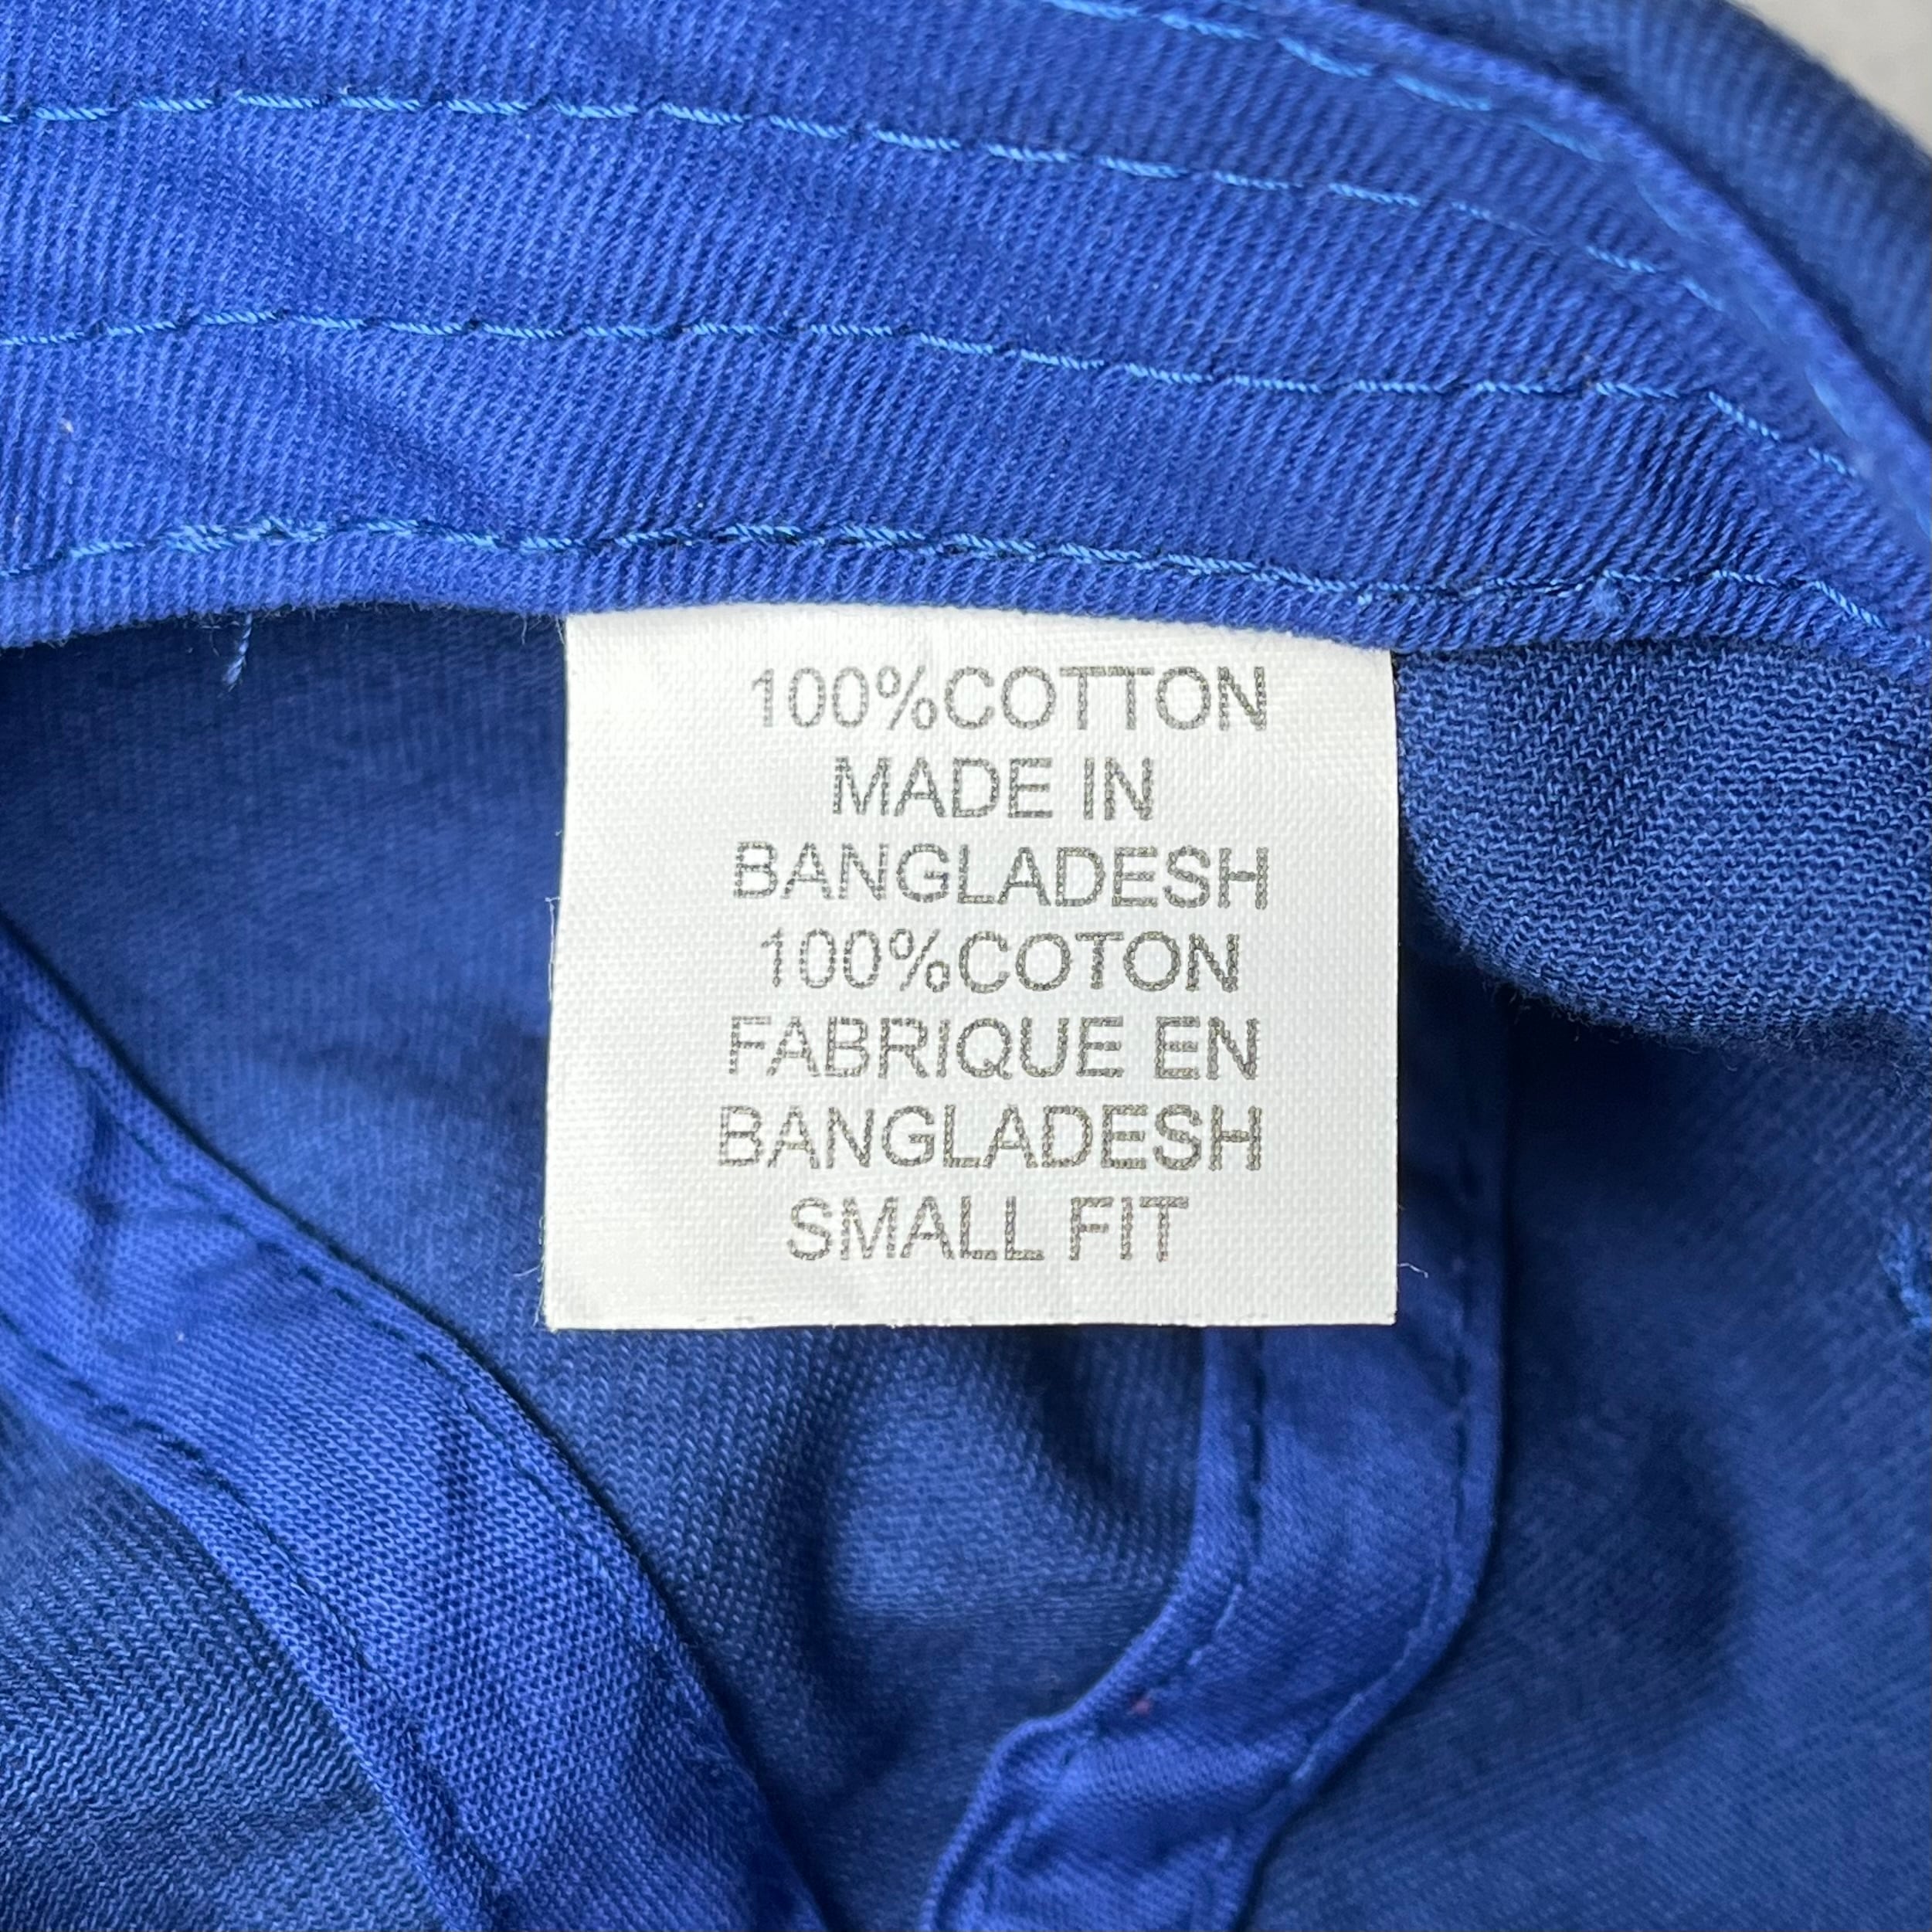 100%COTTON
MADE IN
BANGLADESH
100%COTON
FABRIQUE EN
BANGLADESH
SMALL FIT